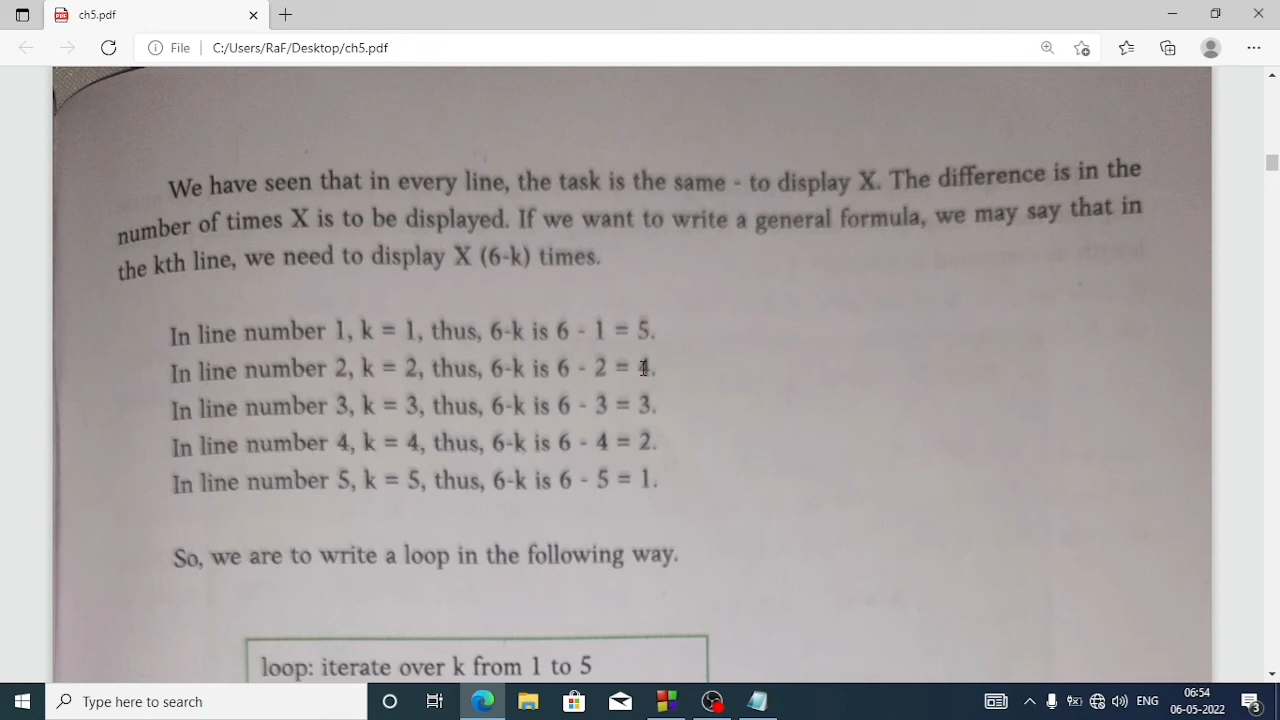 ch5.pdf
File
C:/Users/RaF/Desktop/ch5.pdf
We have seen that in every line, the task is the same - to display X. The difference is in the
number of times X is to be displayed. If we want to write a general formula, we may say that in
the kth line, we need to display X (6-k) times.
In line number 1, k = 1, thus, 6-k is 6 - 1 = 5.
In line number 2, k = 2, thus, 6-k is 6 - 2 = 4.
In line number 3, k = 3, thus, 6-k is 6 - 3 = 3.
In line number 4, k = 4, thus, 6-k is 6 - 4 = 2.
In line number 5, k = 5, thus, 6-k is 6 - 5 = 1.
So, we are to write a loop in the following way.
loop: iterate over k from 1 to 5
Type here to search
ENG
06:54
06-05-2022
3